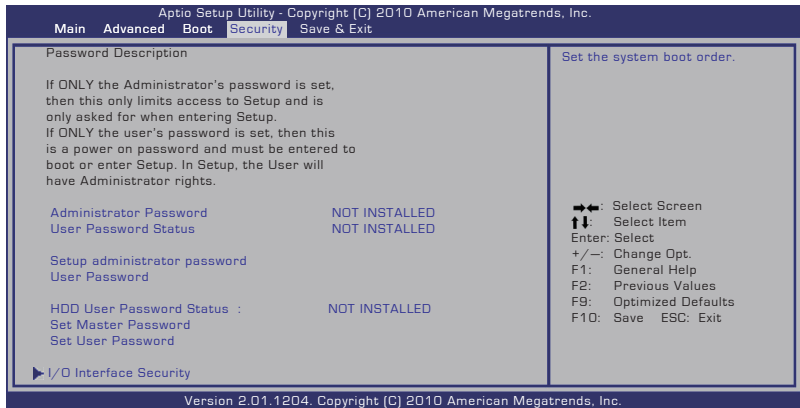 Aptio Setup Utility - Copyright (C) 2010 American Megatrends, Inc.
Main Advanced Boot Security Save & Exit
Password Description
If ONLY the Administrator's password is set,
then this only limits access to Setup and is
only asked for when entering Setup.
If ONLY the user's password is set, then this
is a power on password and must be entered to
boot or enter Setup. In Setup, the User will
have Administrator rights.
Administrator Password NOT INSTALLED
User Password Status NOT INSTALLED
Setup administrator password
User Password
HDD User Password Status : NOT INSTALLED
Set Master Password
Set User Password
I/O Interface Security
Set the system boot order.
→←: Select Screen
↑↓: Select Item
Enter: Select
+/—: Change Opt.
F1: General Help
F2: Previous Values
F9: Optimized Defaults
F10: Save ESC: Exit
Version 2.01.1204. Copyright (C) 2010 American Megatrends, Inc.